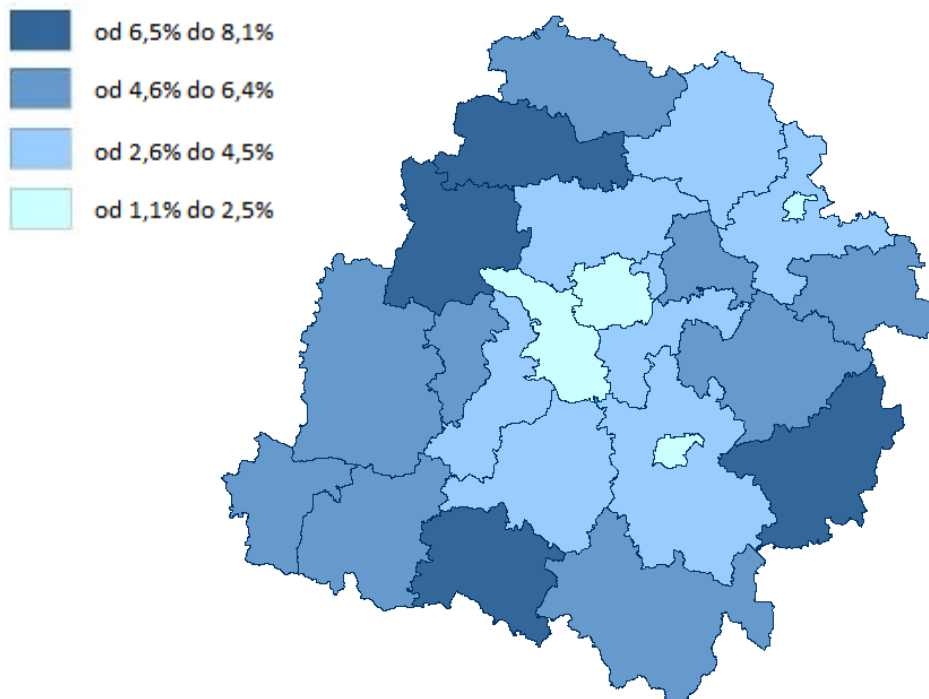 od 6,5% do 8,1%
od 4,6% do 6,4%
od 2,6% do 4,5%
od 1,1% do 2,5%